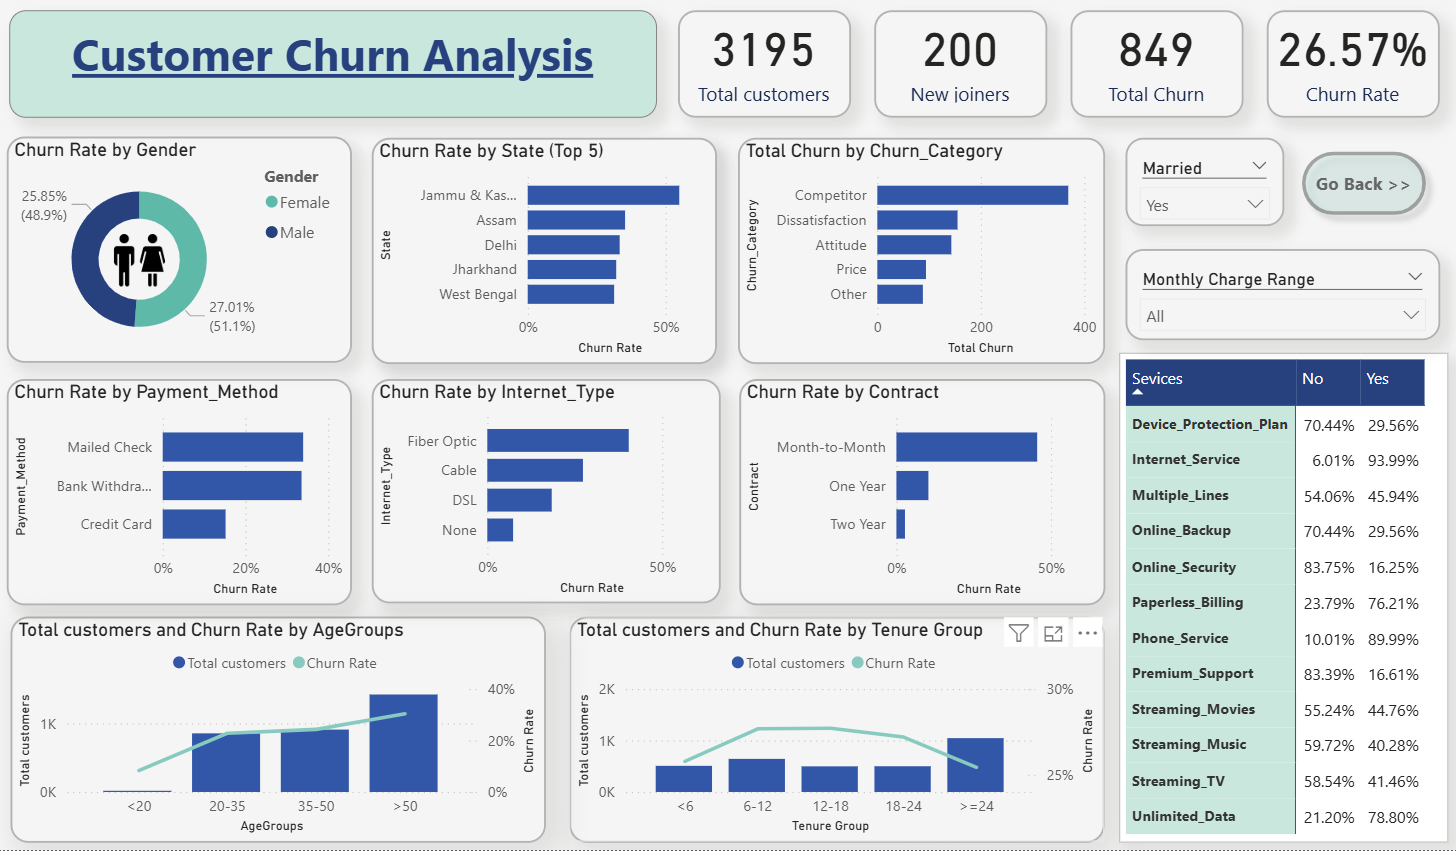 Customer Churn Analysis
3195
Total customers
200
New joiners
849
Total Churn
26.57%
Churn Rate
Churn Rate by Gender
25.85%
(48.9%)
Gender
Female
Male
27.01%
(51.1%)
Churn Rate by State (Top 5)
State
Jammu & Kas...
Assam
Delhi
Jharkhand
West Bengal
0%
50%
Churn Rate
Total Churn by Churn_Category
Churn_Category
Competitor
Dissatisfaction
Attitude
Price
Other
0
200
400
Total Churn
Married
Yes
Go Back >>
Monthly Charge Range
All
Churn Rate by Payment_Method
Payment_Method
Mailed Check
Bank Withdra...
Credit Card
0%
20%
40%
Churn Rate
Churn Rate by Internet_Type
Internet_Type
Fiber Optic
Cable
DSL
None
0%
50%
Churn Rate
Churn Rate by Contract
Contract
Month-to-Month
One Year
Two Year
0%
50%
Churn Rate
Sevices No Yes
Device_Protection_Plan 70.44% 29.56%
Internet_Service 6.01% 93.99%
Multiple_Lines 54.06% 45.94%
Online_Backup 70.44% 29.56%
Online_Security 83.75% 16.25%
Paperless_Billing 23.79% 76.21%
Phone_Service 10.01% 89.99%
Premium_Support 83.39% 16.61%
Streaming_Movies 55.24% 44.76%
Streaming_Music 59.72% 40.28%
Streaming_TV 58.54% 41.46%
Unlimited_Data 21.20% 78.80%
Total customers and Churn Rate by AgeGroups
Total customers Churn Rate
Total customers
1K
0K
40%
20%
0%
Churn Rate
<20
20-35
35-50
>50
AgeGroups
Total customers and Churn Rate by Tenure Group
Total customers Churn Rate
Total customers
2K
1K
0K
30%
25%
Churn Rate
<6
6-12
12-18
18-24
>=24
Tenure Group